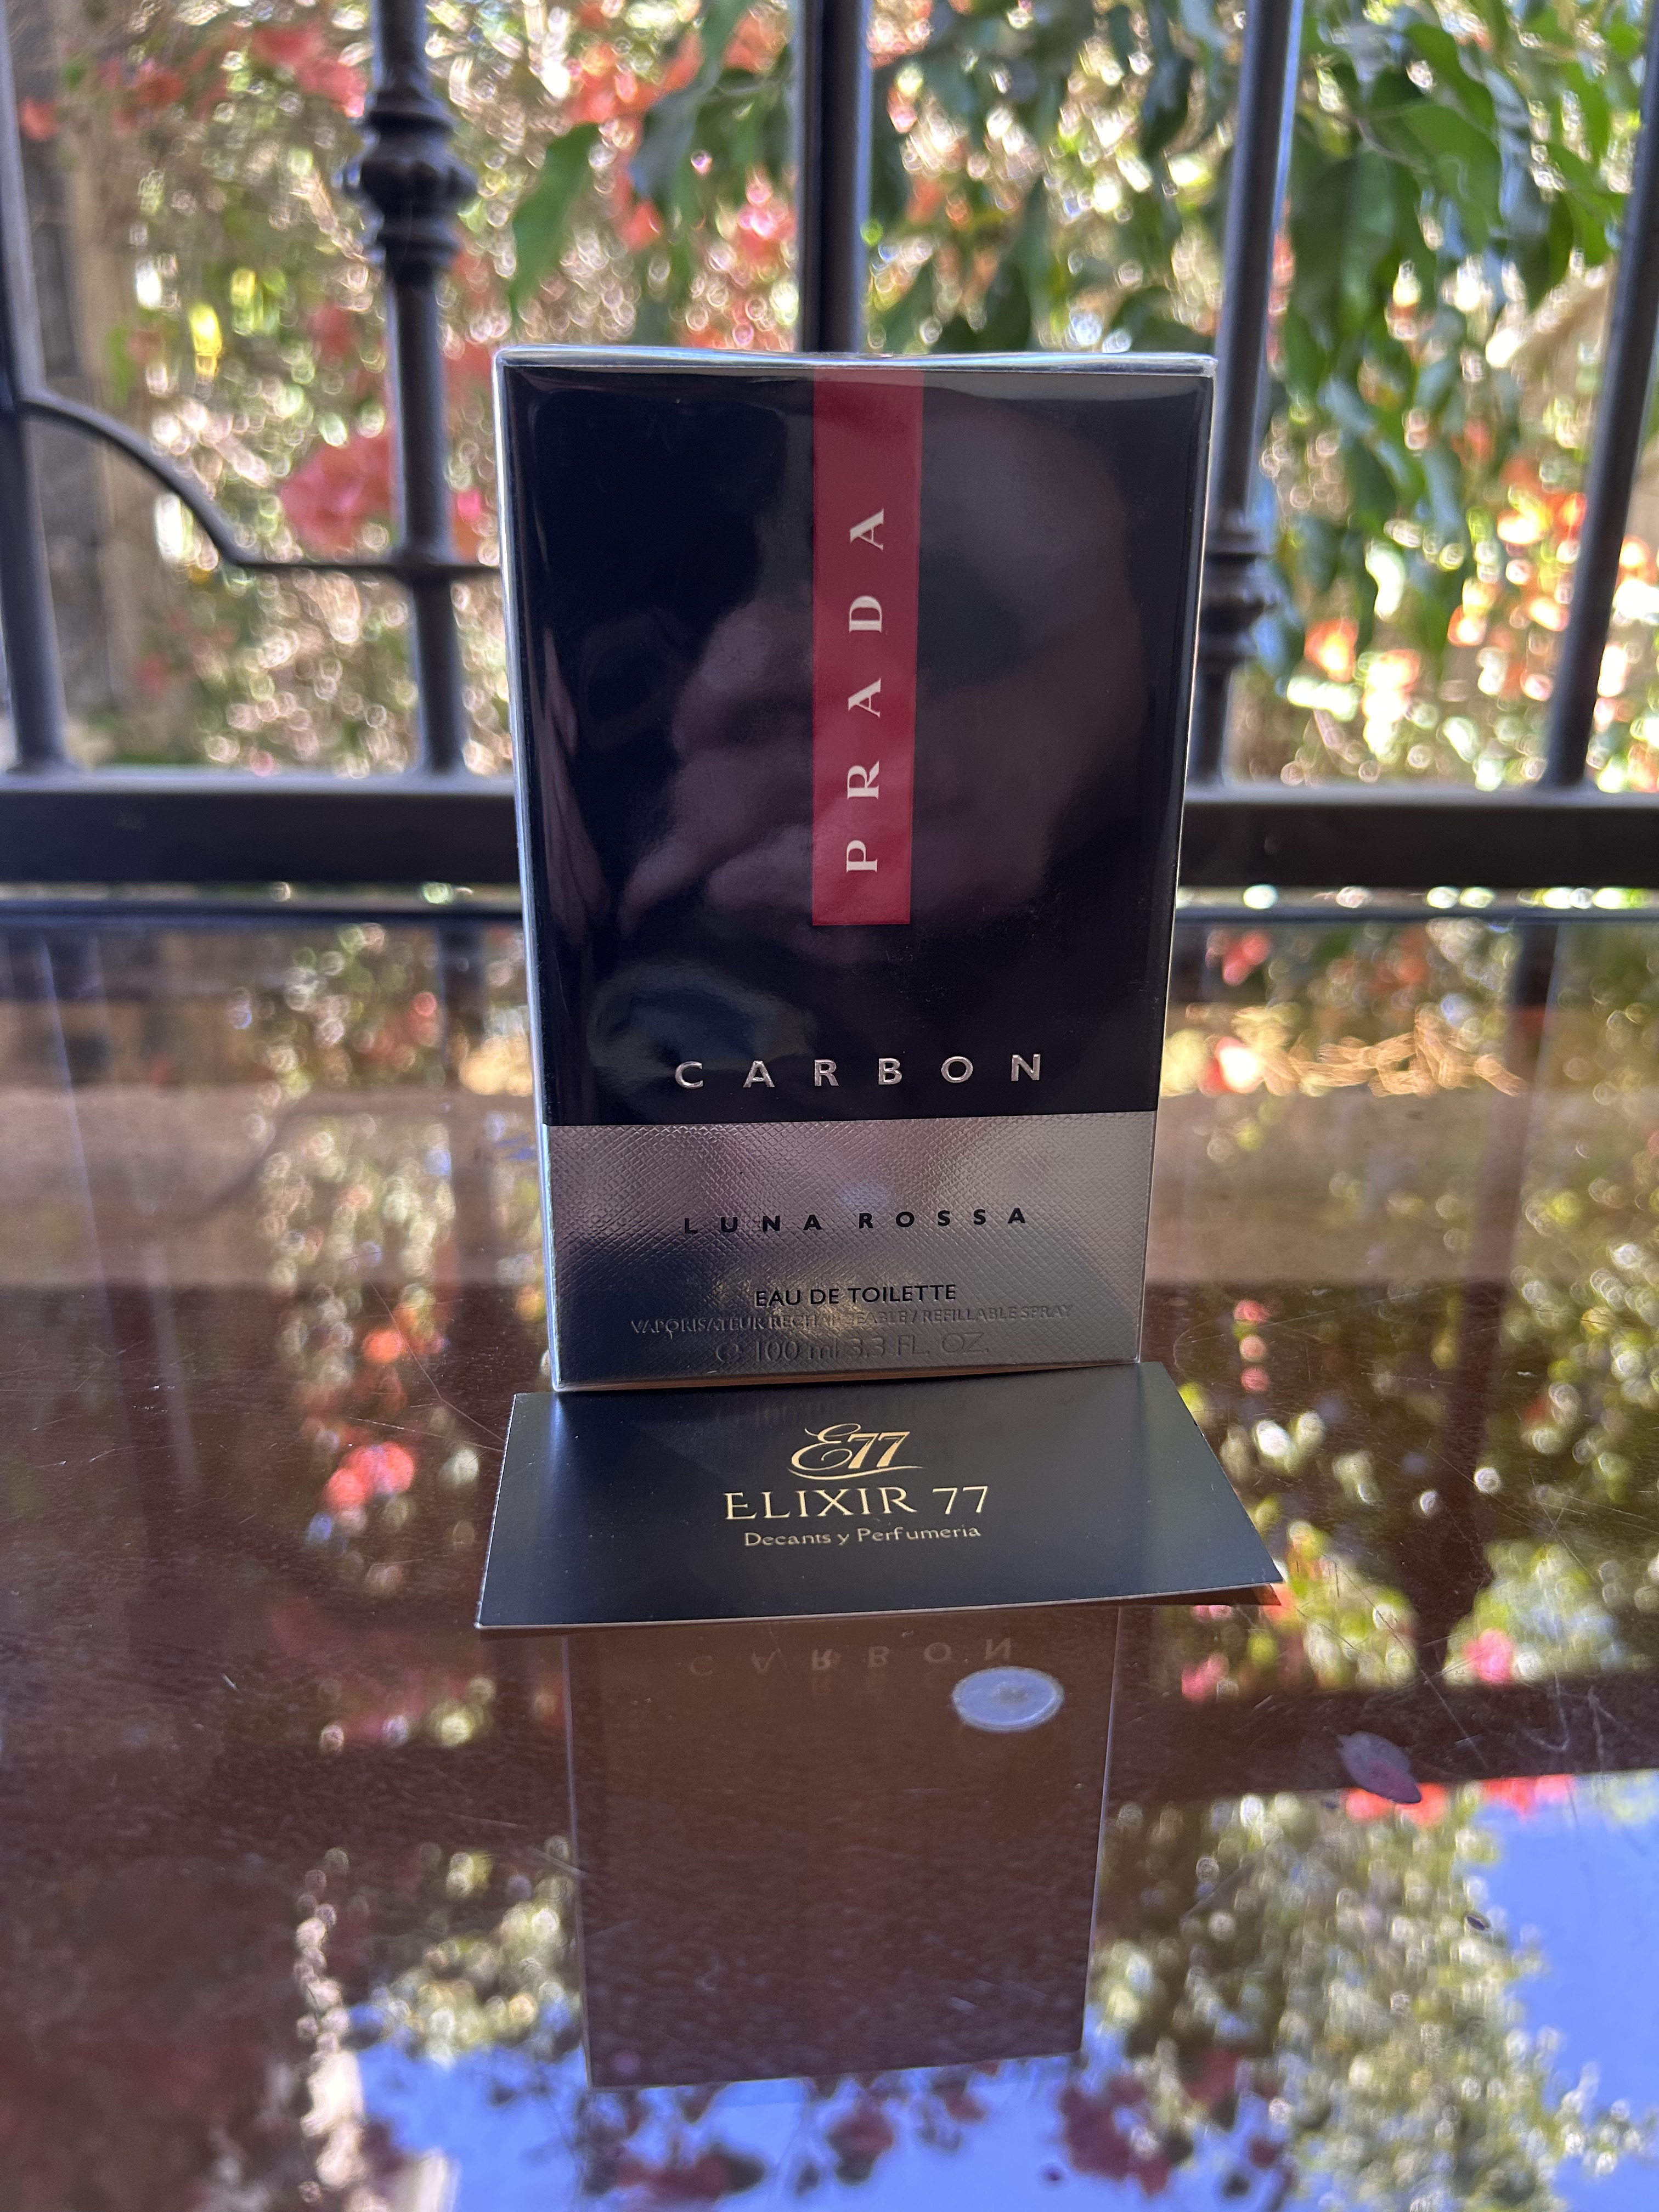 PRADA
CARBON
LUNA ROSSA
EAU DE TOILETTE
VAPORISATEUR RECHARGEABLE / REFILLABLE SPRAY
e 100 ml 3.3 FL. OZ.
E77
ELIXIR 77
Decants y Perfumeria
CARBON